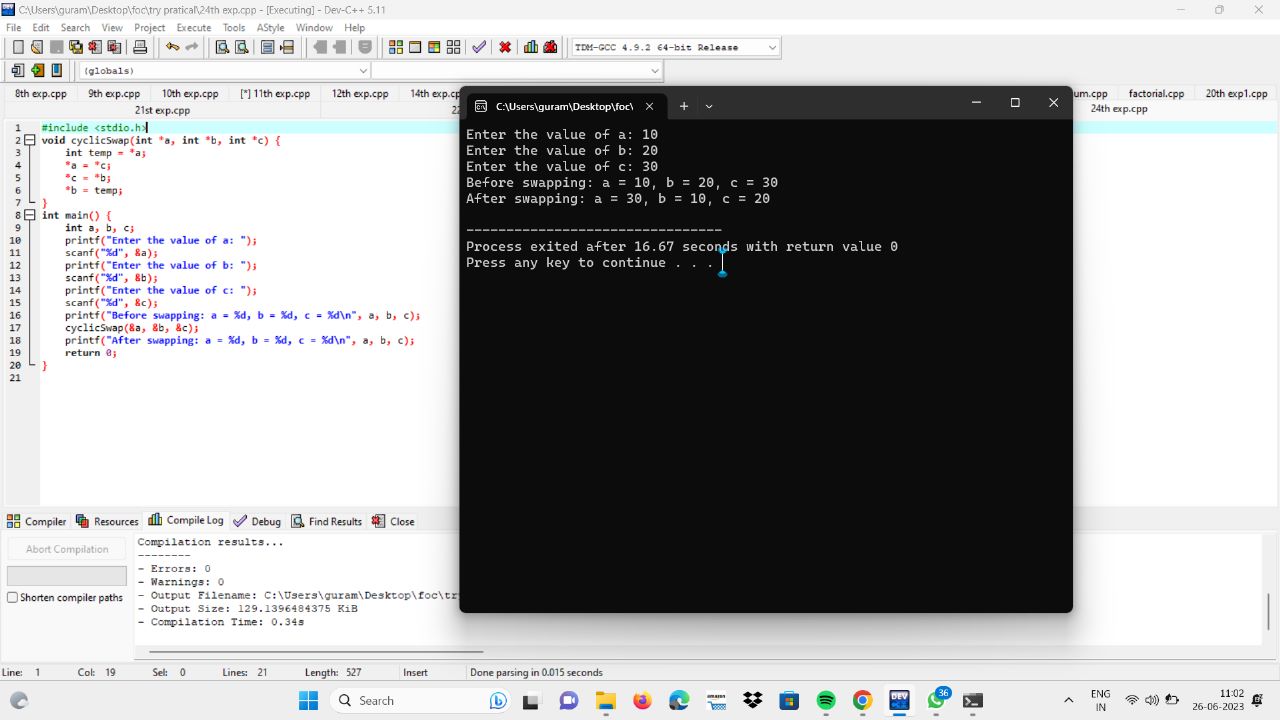 C:\Users\guram\Desktop\foc\try pratical\24th exp.cpp - [Executing] - Dev-C++ 5.11
File Edit Search View Project Execute Tools AStyle Window Help
TDM-GCC 4.9.2 64-bit Release
(globals)
8th exp.cpp 9th exp.cpp 10th exp.cpp [*] 11th exp.cpp 12th exp.cpp 14th exp.cp um.cpp factorial.cpp 20th exp1.cpp
21st exp.cpp 22 24th exp.cpp
1 #include <stdio.h>
2 void cyclicSwap(int *a, int *b, int *c) {
3 int temp = *a;
4 *a = *c;
5 *c = *b;
6 *b = temp;
7 }
8 int main() {
9 int a, b, c;
10 printf("Enter the value of a: ");
11 scanf("%d", &a);
12 printf("Enter the value of b: ");
13 scanf("%d", &b);
14 printf("Enter the value of c: ");
15 scanf("%d", &c);
16 printf("Before swapping: a = %d, b = %d, c = %d\n", a, b, c);
17 cyclicSwap(&a, &b, &c);
18 printf("After swapping: a = %d, b = %d, c = %d\n", a, b, c);
19 return 0;
20 }
21
C:\Users\guram\Desktop\foc\
Enter the value of a: 10
Enter the value of b: 20
Enter the value of c: 30
Before swapping: a = 10, b = 20, c = 30
After swapping: a = 30, b = 10, c = 20
--------------------------------
Process exited after 16.67 seconds with return value 0
Press any key to continue . . .
Compiler Resources Compile Log Debug Find Results Close
Abort Compilation
Shorten compiler paths
Compilation results...
--------
- Errors: 0
- Warnings: 0
- Output Filename: C:\Users\guram\Desktop\foc\tr
- Output Size: 129.1396484375 KiB
- Compilation Time: 0.34s
Line: 1 Col: 19 Sel: 0 Lines: 21 Length: 527 Insert Done parsing in 0.015 seconds
Search
amazon
DEV
36
ENG
IN
11:02
26-06-2023